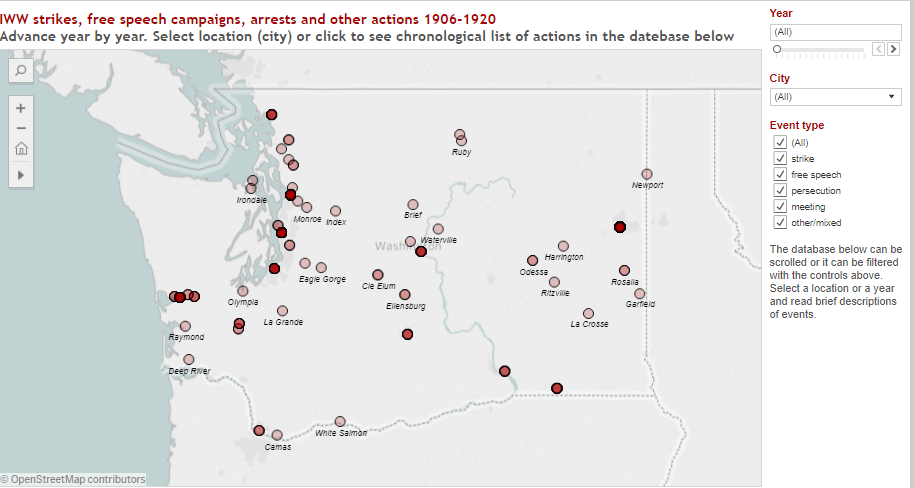 IWW strikes, free speech campaigns, arrests and other actions 1906-1920
Advance year by year. Select location (city) or click to see chronological list of actions in the datebase below
Year
(All)
City
(All)
Event type
(All)
strike
free speech
persecution
meeting
other/mixed
The database below can be
scrolled or it can be filtered
with the controls above.
Select a location or a year
and read brief descriptions
of events.
Ruby
Newport
Irondale
Monroe
Index
Brief
Waterville
Washington
Harrington
Eagle Gorge
Cle Elum
Odessa
Rosalia
Ritzville
Olympia
Ellensburg
Garfield
La Grande
La Crosse
Raymond
Deep River
White Salmon
Camas
© OpenStreetMap contributors